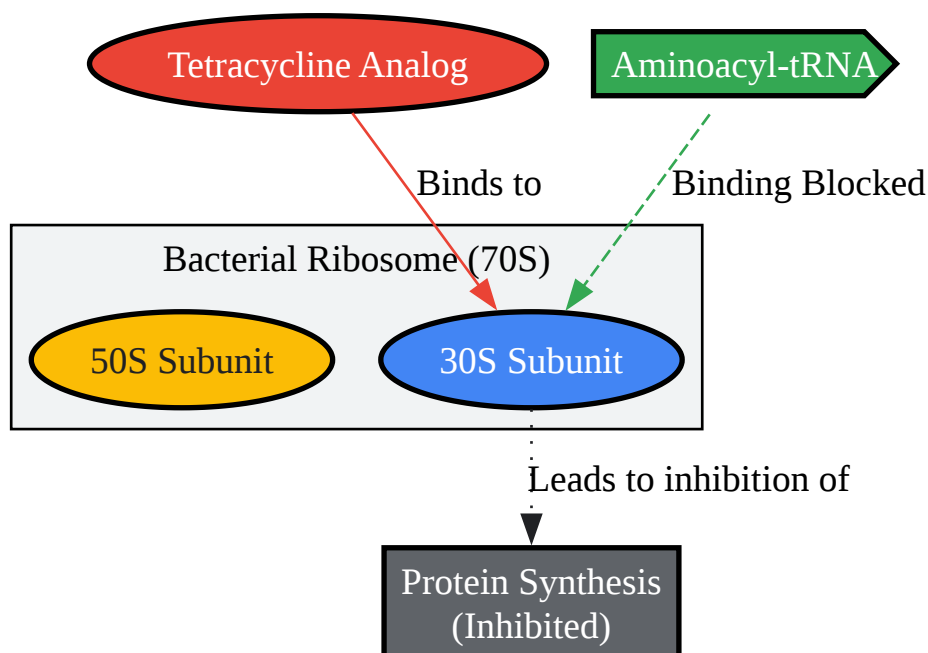 Tetracycline Analog
Aminoacyl-tRNA
Binds to
Binding Blocked
Bacterial Ribosome (70S)
50S Subunit
30S Subunit
Leads to inhibition of
Protein Synthesis
(Inhibited)